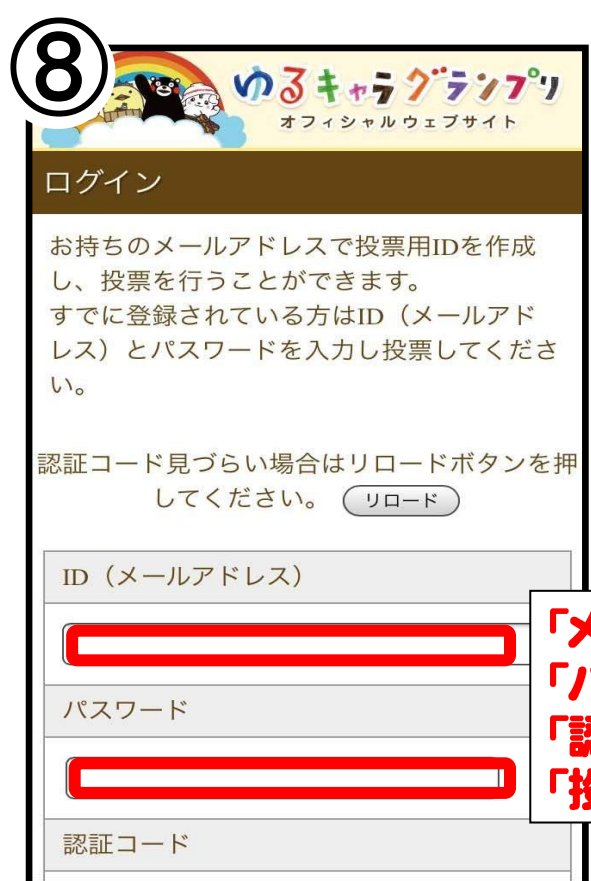 ⑧
ゆるキャラグランプリ
オフィシャルウェブサイト
ログイン
お持ちのメールアドレスで投票用IDを作成
し、投票を行うことができます。
すでに登録されている方はID（メールアド
レス）とパスワードを入力し投票してくださ
い。
認証コード見づらい場合はリロードボタンを押
してください。 リロード
ID（メールアドレス）
「メ
パスワード
認証コード